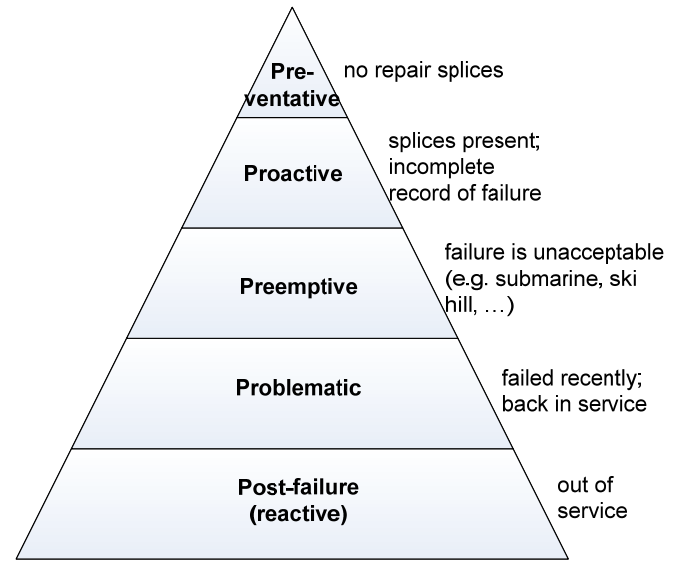 Pre-
ventative
no repair splices
Proactive
splices present;
incomplete
record of failure
Preemptive
failure is unacceptable
(e.g. submarine, ski
hill, …)
Problematic
failed recently;
back in service
Post-failure
(reactive)
out of
service